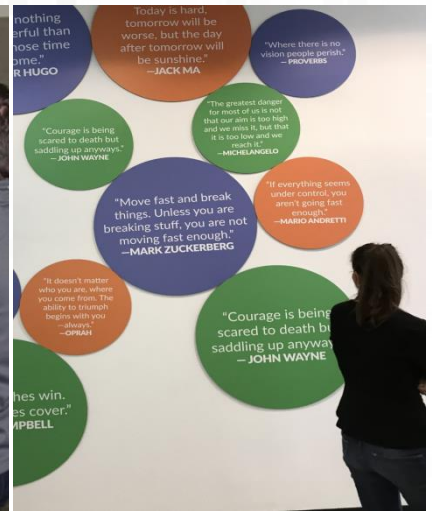 nothing
erful than
hose time
ome."
R HUGO
Today is hard,
tomorrow will be
worse, but the day
after tomorrow will
be sunshine."
—JACK MA
"Where there is no
vision people perish."
— PROVERBS
"Courage is being
scared to death but
saddling up anyways."
— JOHN WAYNE
"The greatest danger
for most of us is not
that our aim is too high
and we miss it, but that
it is too low and we
reach it."
—MICHELANGELO
"Move fast and break
things. Unless you are
breaking stuff, you are not
moving fast enough."
—MARK ZUCKERBERG
"If everything seems
under control, you
aren't going fast
enough."
—MARIO ANDRETTI
"It doesn't matter
who you are, where
you come from. The
ability to triumph
begins with you
—always."
—OPRAH
"Courage is being
scared to death bu
saddling up anyway
— JOHN WAYNE
hes win.
es cover."
MPBELL